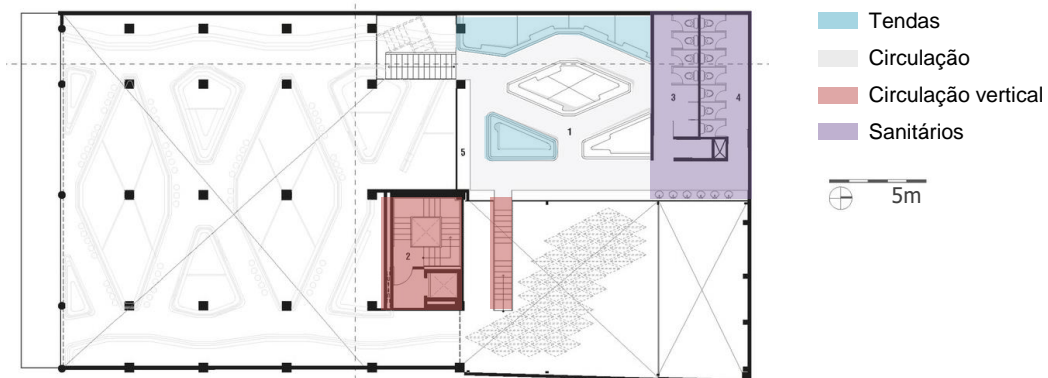 Tendas
Circulação
Circulação vertical
Sanitários
5m
3
4
1
5
2